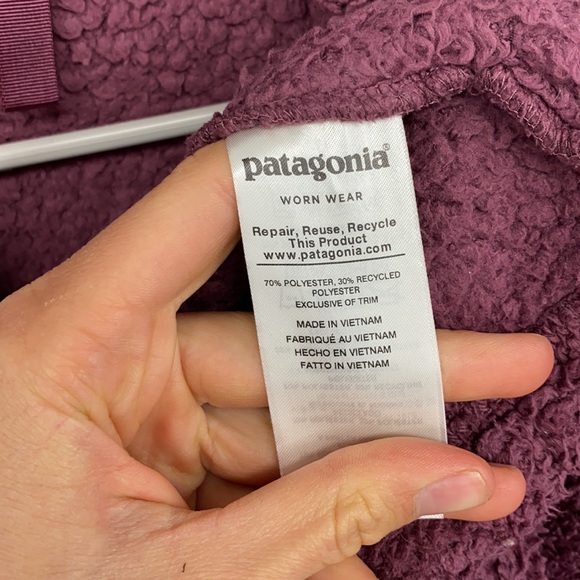 patagonia®
WORN WEAR
Repair, Reuse, Recycle
This Product
www.patagonia.com
70% POLYESTER, 30% RECYCLED
POLYESTER
EXCLUSIVE OF TRIM
MADE IN VIETNAM
FABRIQUÉ AU VIETNAM
HECHO EN VIETNAM
FATTO IN VIETNAM